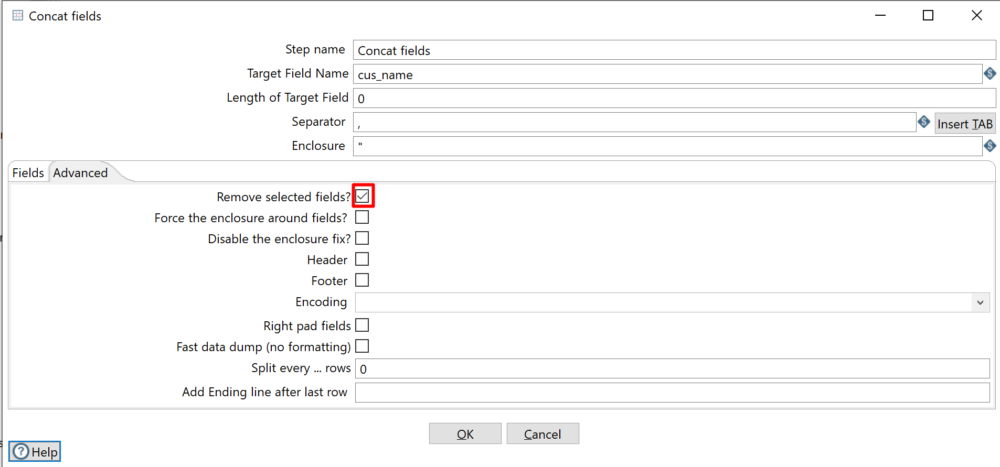 Concat fields
Step name Concat fields
Target Field Name cus_name
Length of Target Field 0
Separator , Insert TAB
Enclosure "
Fields Advanced
Remove selected fields?
Force the enclosure around fields?
Disable the enclosure fix?
Header
Footer
Encoding
Right pad fields
Fast data dump (no formatting)
Split every ... rows 0
Add Ending line after last row
OK Cancel
Help